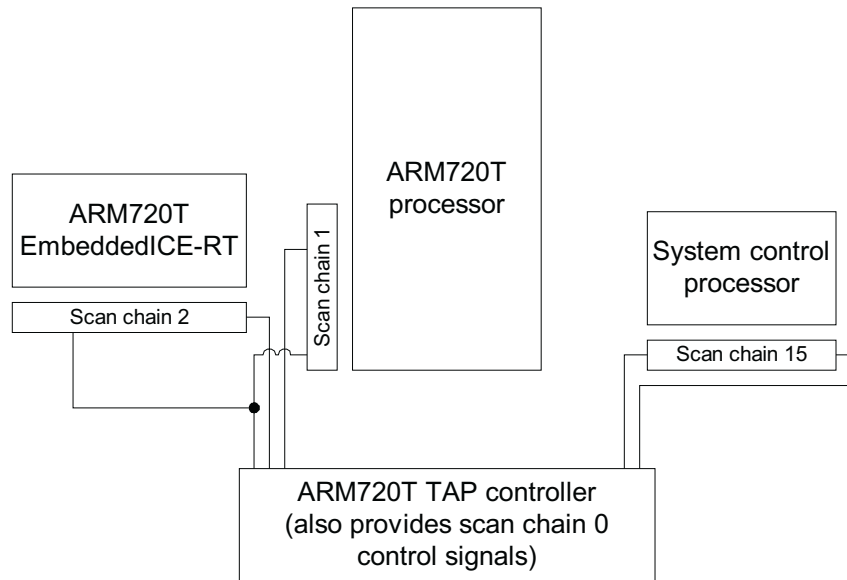 ARM720T
processor
ARM720T
EmbeddedICE-RT
Scan chain 1
System control
processor
Scan chain 2
Scan chain 15
ARM720T TAP controller
(also provides scan chain 0
control signals)